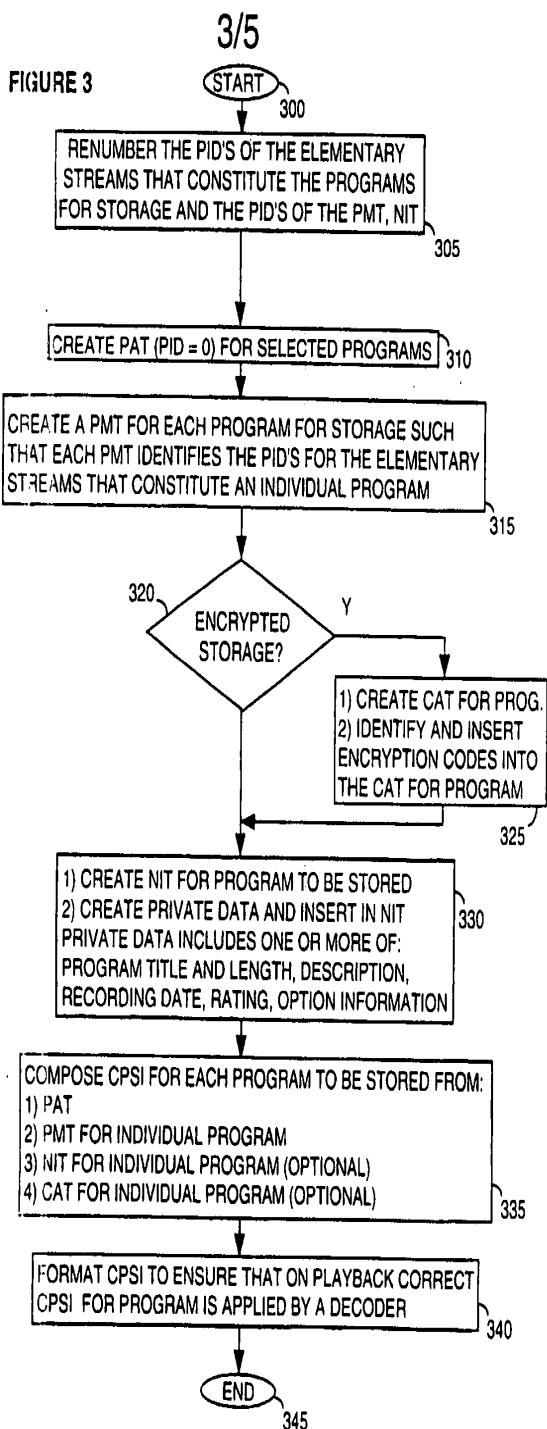 3/5
FIGURE 3
START
300
RENUMBER THE PID'S OF THE ELEMENTARY
STREAMS THAT CONSTITUTE THE PROGRAMS
FOR STORAGE AND THE PID'S OF THE PMT, NIT
305
CREATE PAT (PID = 0) FOR SELECTED PROGRAMS
310
CREATE A PMT FOR EACH PROGRAM FOR STORAGE SUCH
THAT EACH PMT IDENTIFIES THE PID'S FOR THE ELEMENTARY
STREAMS THAT CONSTITUTE AN INDIVIDUAL PROGRAM
315
320
ENCRYPTED
STORAGE?
Y
1) CREATE CAT FOR PROG.
2) IDENTIFY AND INSERT
ENCRYPTION CODES INTO
THE CAT FOR PROGRAM
325
1) CREATE NIT FOR PROGRAM TO BE STORED
2) CREATE PRIVATE DATA AND INSERT IN NIT
PRIVATE DATA INCLUDES ONE OR MORE OF:
PROGRAM TITLE AND LENGTH, DESCRIPTION,
RECORDING DATE, RATING, OPTION INFORMATION
330
COMPOSE CPSI FOR EACH PROGRAM TO BE STORED FROM:
1) PAT
2) PMT FOR INDIVIDUAL PROGRAM
3) NIT FOR INDIVIDUAL PROGRAM (OPTIONAL)
4) CAT FOR INDIVIDUAL PROGRAM (OPTIONAL)
335
FORMAT CPSI TO ENSURE THAT ON PLAYBACK CORRECT
CPSI FOR PROGRAM IS APPLIED BY A DECODER
340
END
345